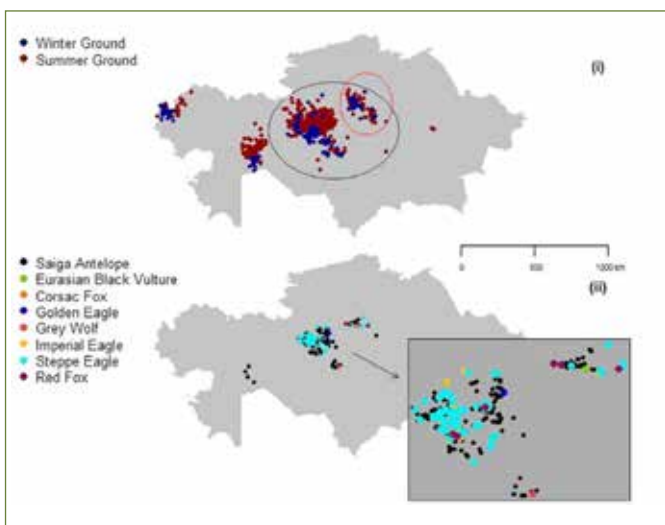 Winter Ground
Summer Ground
(i)
Saiga Antelope
Eurasian Black Vulture
Corsac Fox
Golden Eagle
Grey Wolf
Imperial Eagle
Steppe Eagle
Red Fox
0 500 1000 km
(ii)